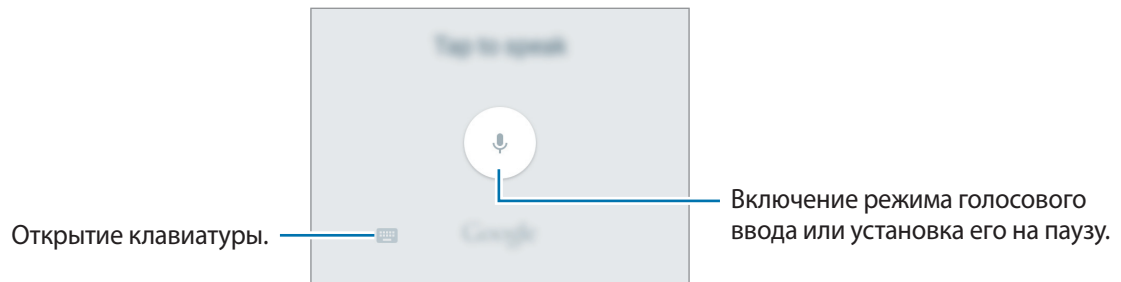 Tap to speak
Включение режима голосового
ввода или установка его на паузу.
Открытие клавиатуры.
Google